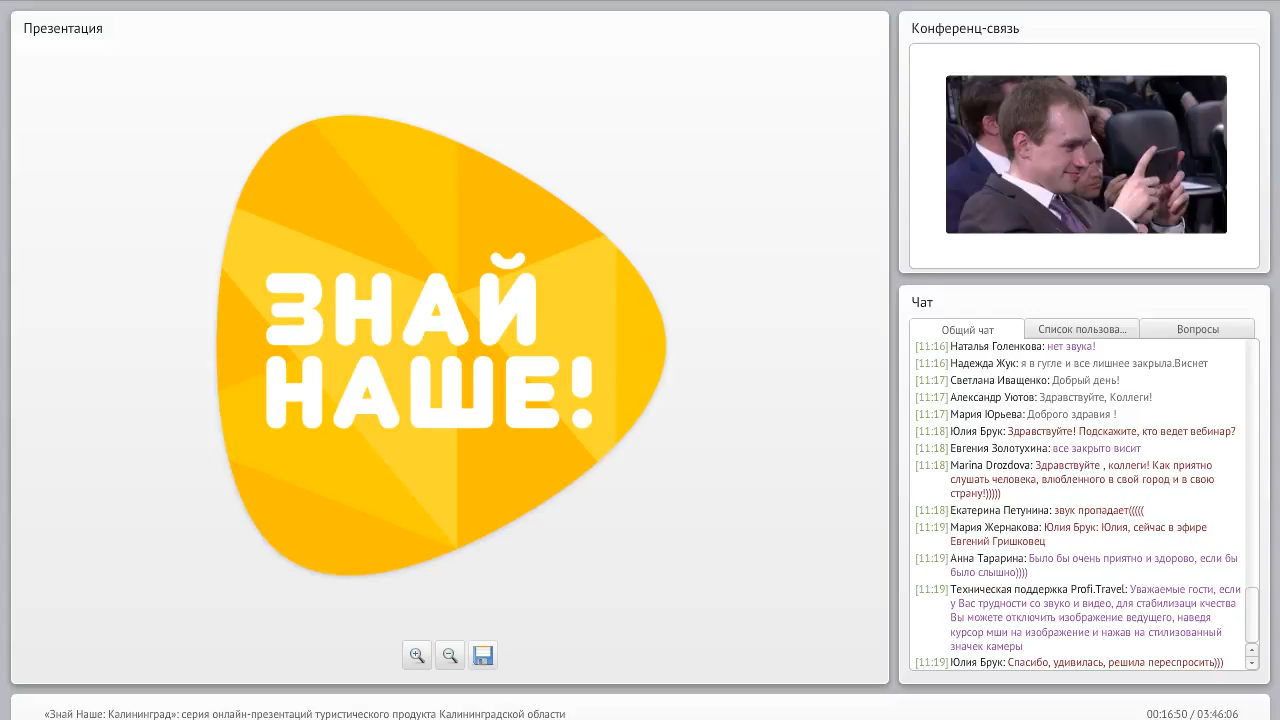 Презентация
ЗНАЙ
НАШЕ!
Конференц-связь
Чат
Общий чат
Список пользова...
Вопросы
[11:16] Наталья Голенкова: нет звука!
[11:16] Надежда Жук: я в гугле и все лишнее закрыла.Виснет
[11:17] Светлана Иващенко: Добрый день!
[11:17] Александр Уютов: Здравствуйте, Коллеги!
[11:17] Мария Юрьева: Доброго здравия !
[11:18] Юлия Брук: Здравствуйте! Подскажите, кто ведет вебинар?
[11:18] Евгения Золотухина: все закрыто висит
[11:18] Marina Drozdova: Здравствуйте , коллеги! Как приятно
слушать человека, влюбленного в свой город и в свою
страну!)))))
[11:18] Екатерина Петунина: звук пропадает(((((
[11:19] Мария Жернакова: Юлия Брук: Юлия, сейчас в эфире
Евгений Гришковец
[11:19] Анна Тарарина: Было бы очень приятно и здорово, если бы
было слышно))))
[11:19] Техническая поддержка Profi.Travel: Уважаемые гости, если
у Вас трудности со звуко и видео, для стабилизаци кчества
Вы можете отключить изображение ведущего, наведя
курсор мши на изображение и нажав на стилизованный
значек камеры
[11:19] Юлия Брук: Спасибо, удивилась, решила переспросить)))
«Знай Наше: Калининград»: серия онлайн-презентаций туристического продукта Калининградской области
00:16:50 / 03:46:06